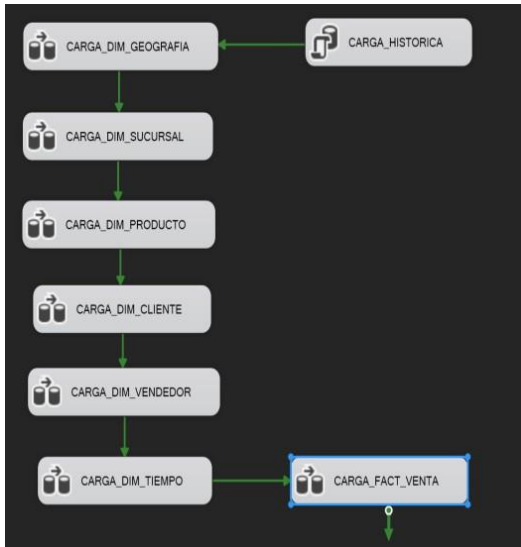 CARGA_DIM_GEOGRAFIA
CARGA_HISTORICA
CARGA_DIM_SUCURSAL
CARGA_DIM_PRODUCTO
CARGA_DIM_CLIENTE
CARGA_DIM_VENDEDOR
CARGA_DIM_TIEMPO
CARGA_FACT_VENTA